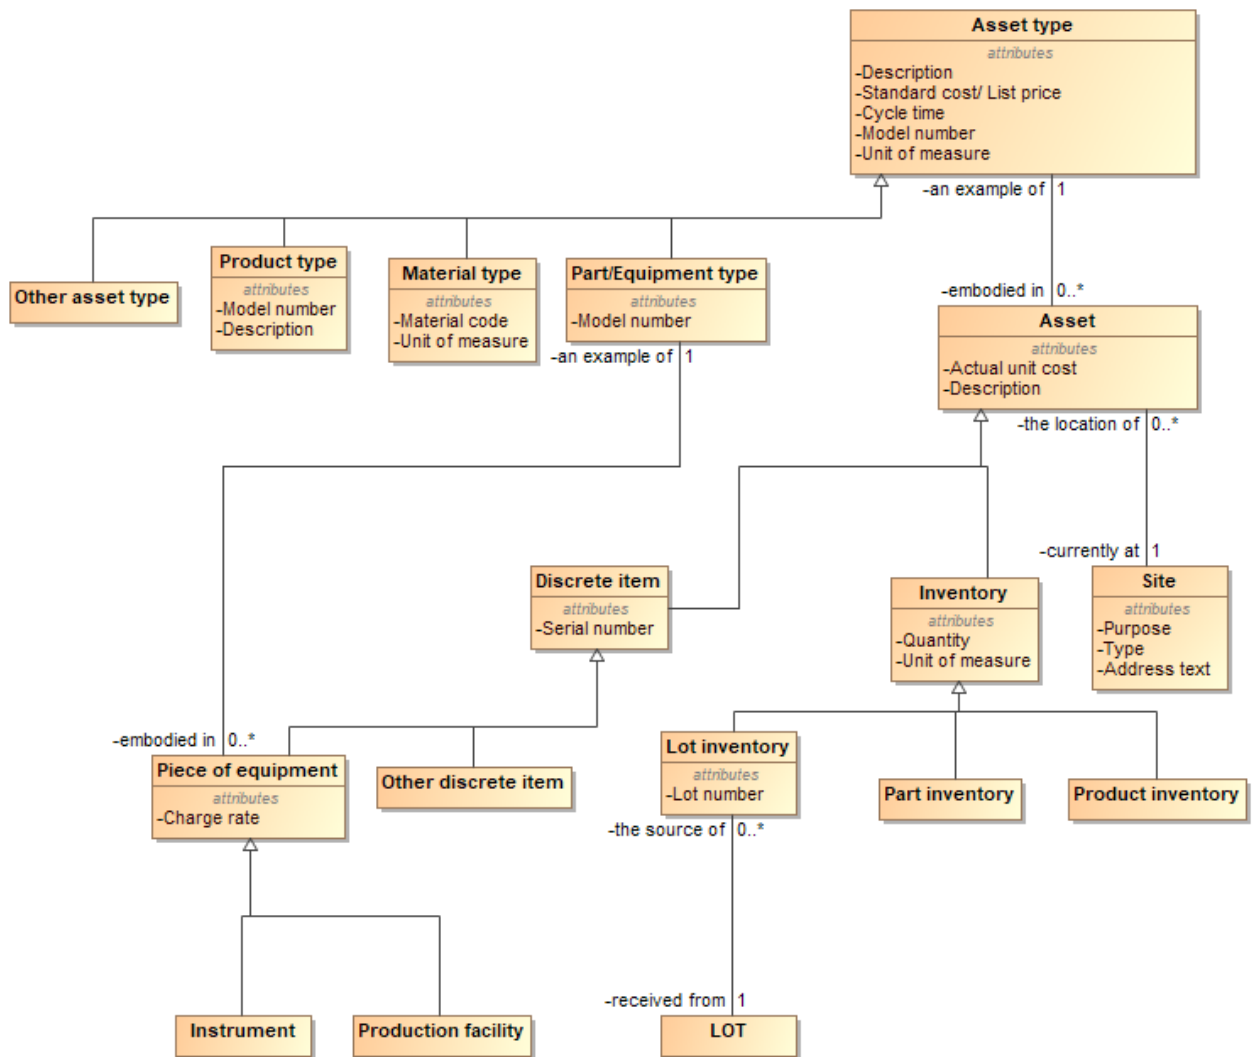 Asset type
attributes
-Description
-Standard cost/ List price
-Cycle time
-Model number
-Unit of measure
-an example of 1
Other asset type
Product type
attributes
-Model number
-Description
Material type
attributes
-Material code
-Unit of measure
Part/Equipment type
attributes
-Model number
-an example of 1
-embodied in 0..*
Asset
attributes
-Actual unit cost
-Description
-the location of 0..*
-currently at 1
Discrete item
attributes
-Serial number
Inventory
attributes
-Quantity
-Unit of measure
Site
attributes
-Purpose
-Type
-Address text
-embodied in 0..*
Piece of equipment
attributes
-Charge rate
Other discrete item
Lot inventory
attributes
-Lot number
-the source of 0..*
Part inventory
Product inventory
-received from 1
Instrument
Production facility
LOT